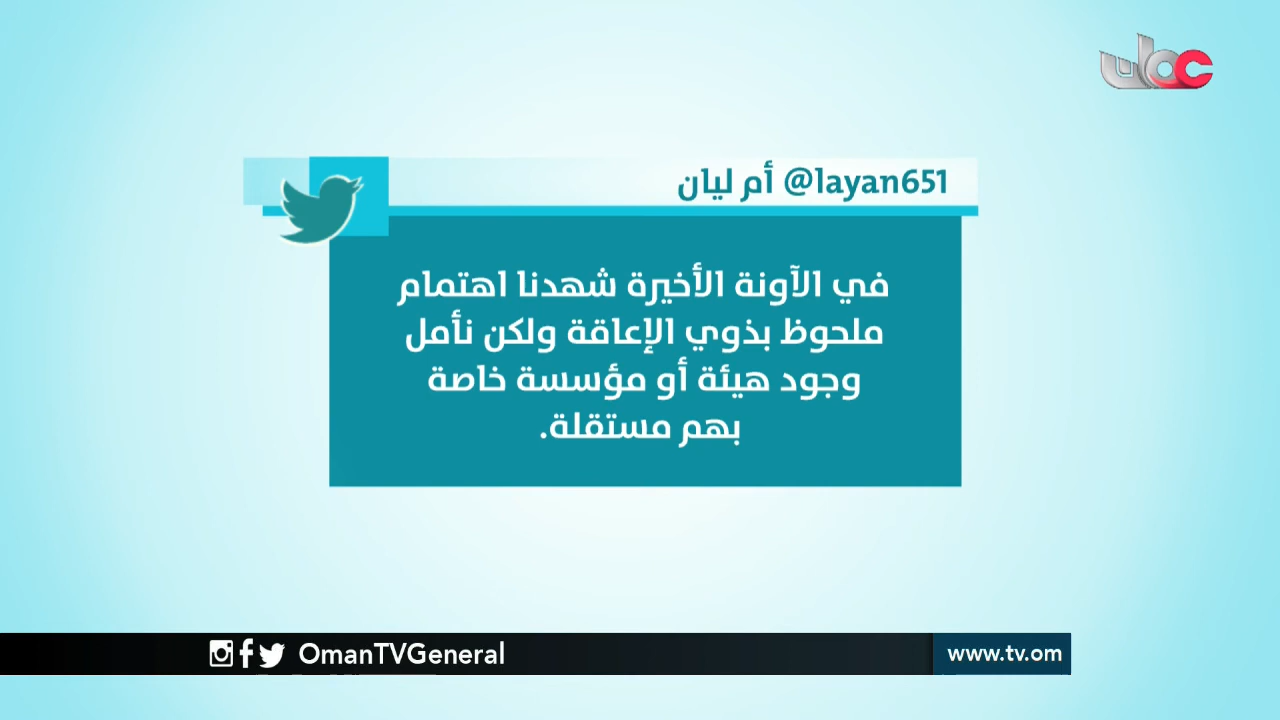 عمان
@layan651 أم ليان
في الآونة الأخيرة شهدنا اهتمام
ملحوظ بذوي الإعاقة ولكن نأمل
وجود هيئة أو مؤسسة خاصة
بهم مستقلة.
OmanTVGeneral
www.tv.om